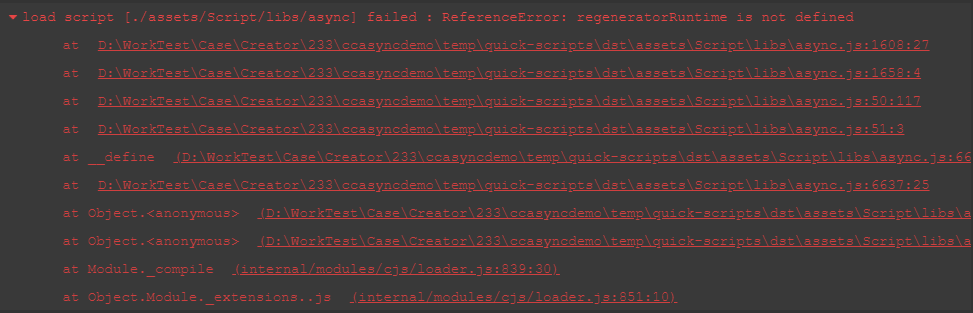 load script [./assets/Script/libs/async] failed : ReferenceError: regeneratorRuntime is not defined
at D:\WorkTest\Case\Creator\233\ccasyncdemo\temp\quick-scripts\dst\assets\Script\libs\async.js:1608:27
at D:\WorkTest\Case\Creator\233\ccasyncdemo\temp\quick-scripts\dst\assets\Script\libs\async.js:1658:4
at D:\WorkTest\Case\Creator\233\ccasyncdemo\temp\quick-scripts\dst\assets\Script\libs\async.js:50:117
at D:\WorkTest\Case\Creator\233\ccasyncdemo\temp\quick-scripts\dst\assets\Script\libs\async.js:51:3
at __define (D:\WorkTest\Case\Creator\233\ccasyncdemo\temp\quick-scripts\dst\assets\Script\libs\async.js:66
at D:\WorkTest\Case\Creator\233\ccasyncdemo\temp\quick-scripts\dst\assets\Script\libs\async.js:6637:25
at Object.<anonymous> (D:\WorkTest\Case\Creator\233\ccasyncdemo\temp\quick-scripts\dst\assets\Script\libs\a
at Object.<anonymous> (D:\WorkTest\Case\Creator\233\ccasyncdemo\temp\quick-scripts\dst\assets\Script\libs\a
at Module._compile (internal/modules/cjs/loader.js:839:30)
at Object.Module._extensions..js (internal/modules/cjs/loader.js:851:10)